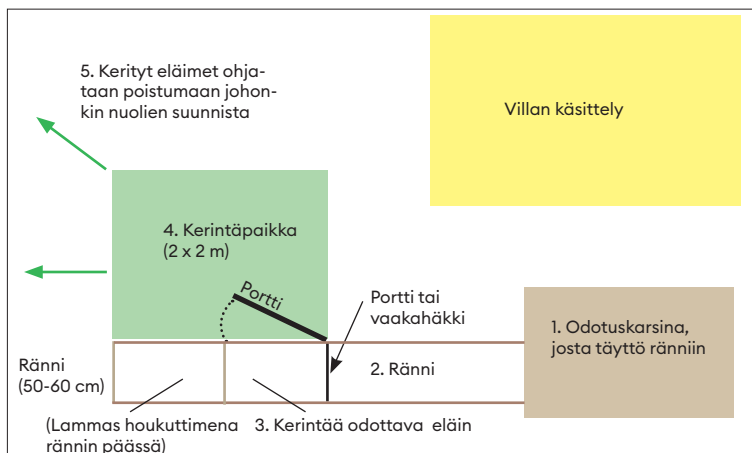 5. Kerityt eläimet ohja-
taan poistumaan johon-
kin nuolien suunnista
Villan käsittely
4. Kerintäpaikka
(2 x 2 m)
Portti
Portti tai
vaakahäkki
1. Odotuskarsina,
josta täyttö ränniin
Ränni
(50-60 cm)
2. Ränni
(Lammas houkuttimena
rännin päässä)
3. Kerintää odottava eläin